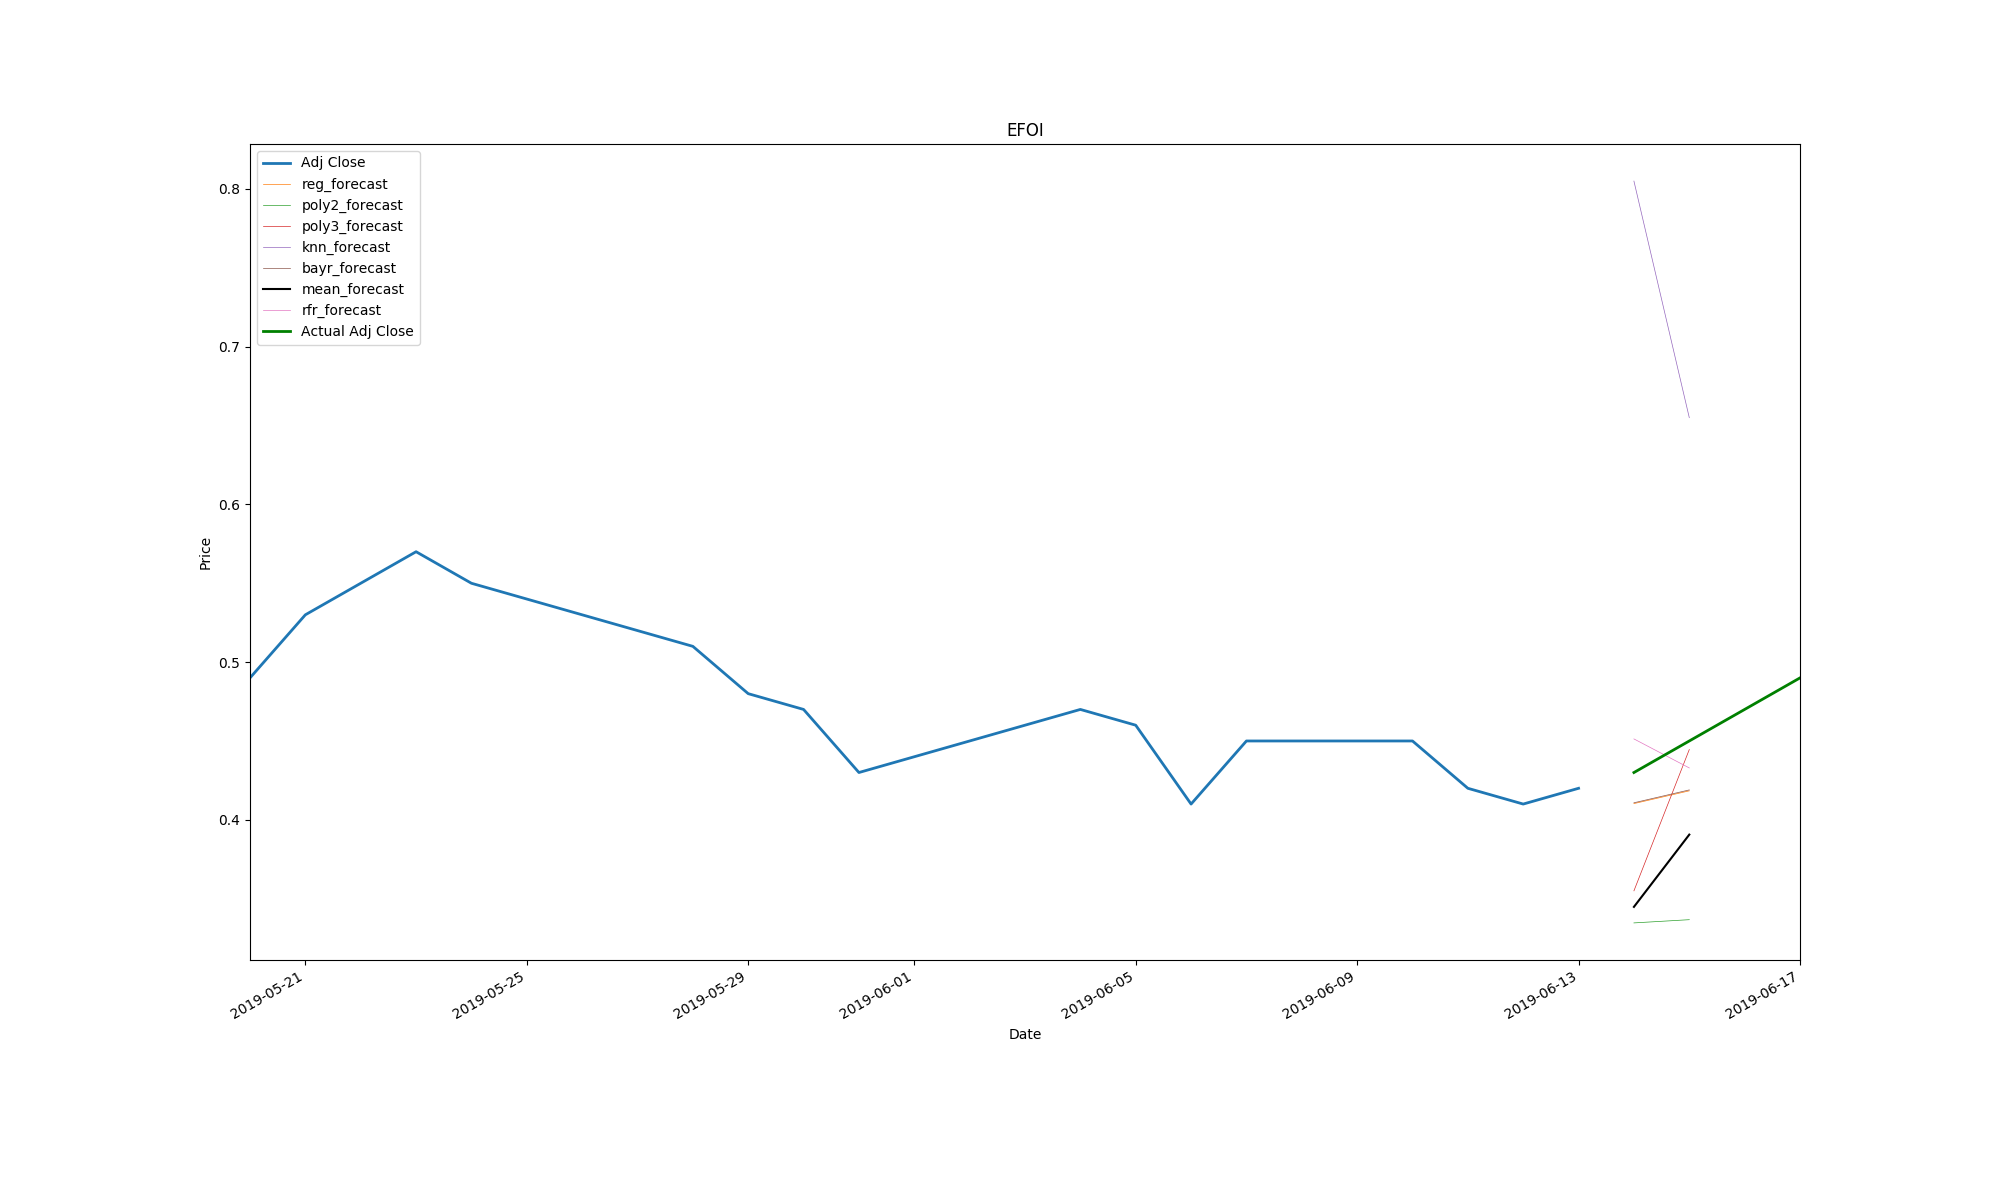 EFOI
Adj Close
reg_forecast
poly2_forecast
poly3_forecast
knn_forecast
bayr_forecast
mean_forecast
rfr_forecast
Actual Adj Close
0.8
0.7
0.6
0.5
0.4
Price
2019-05-21
2019-05-25
2019-05-29
2019-06-01
2019-06-05
2019-06-09
2019-06-13
2019-06-17
Date